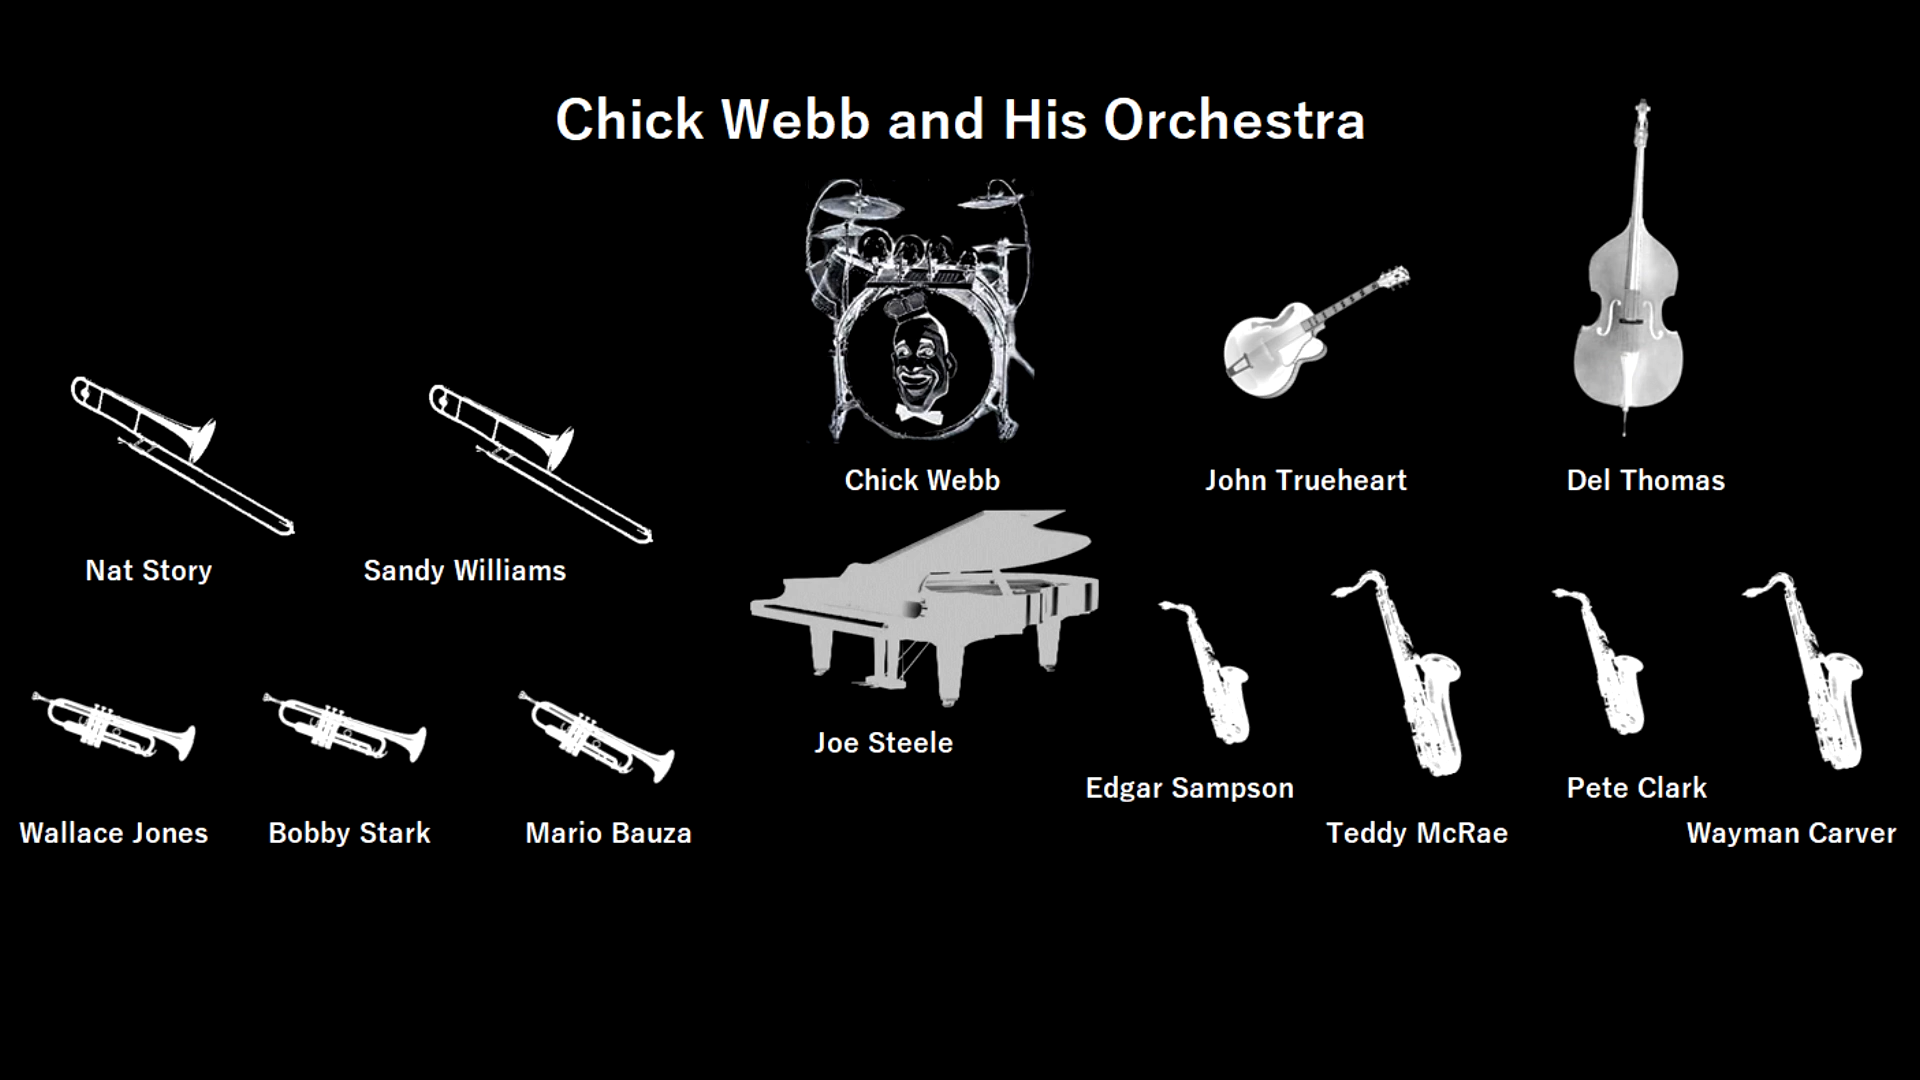 Chick Webb and His Orchestra
Chick Webb
John Trueheart
Del Thomas
Nat Story
Sandy Williams
Joe Steele
Edgar Sampson
Pete Clark
Wallace Jones
Bobby Stark
Mario Bauza
Teddy McRae
Wayman Carver